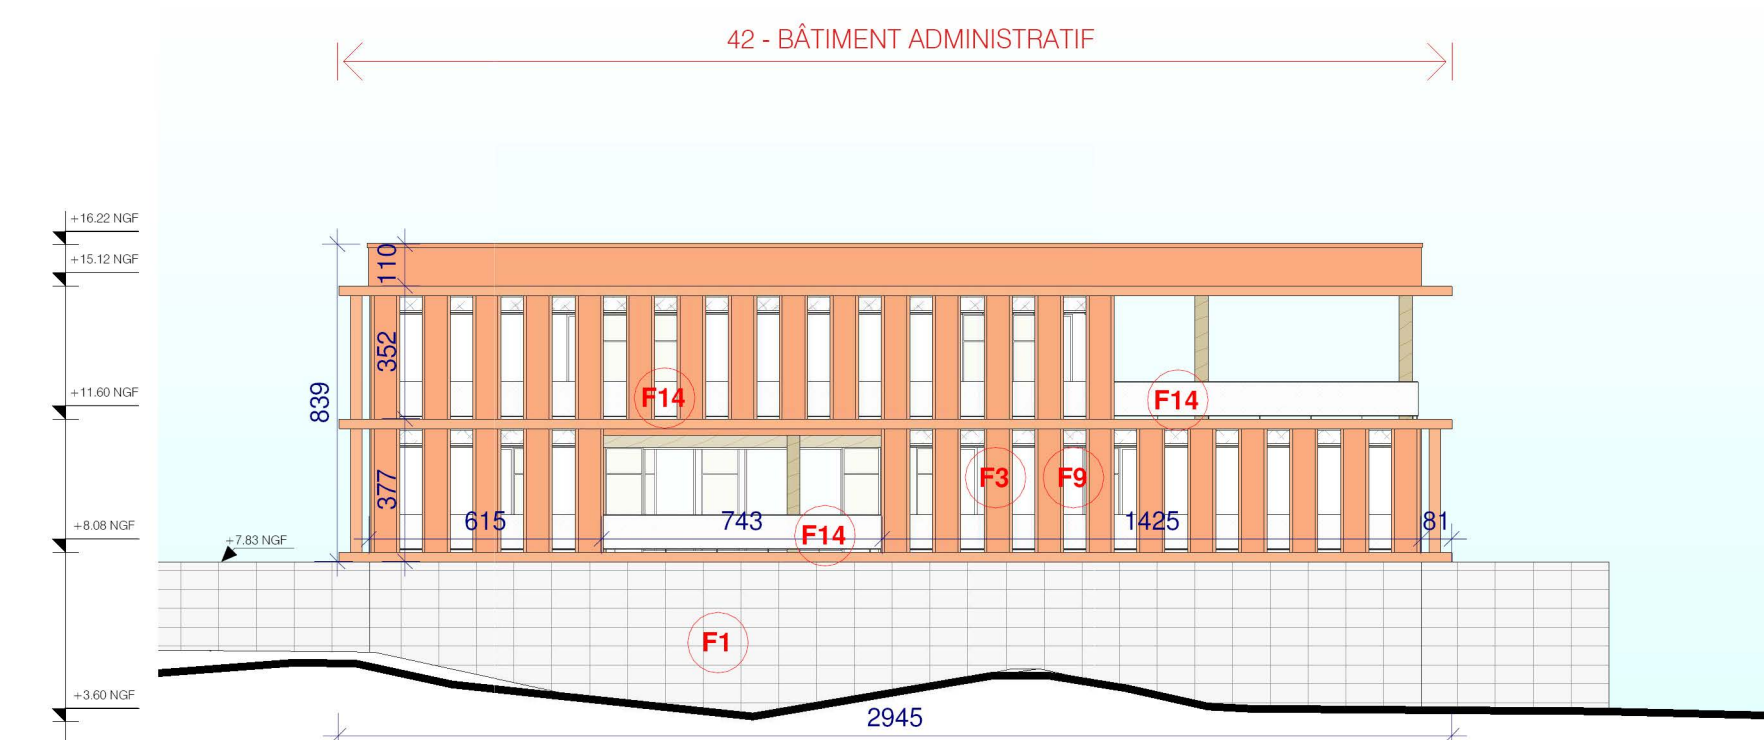 42 - BÂTIMENT ADMINISTRATIF
+16.22 NGF
+15.12 NGF
110
352
+11.60 NGF
839
F14
F14
377
F3
F9
+8.08 NGF
615
743
1425
81
F14
+7.83 NGF
F1
+3.60 NGF
2945